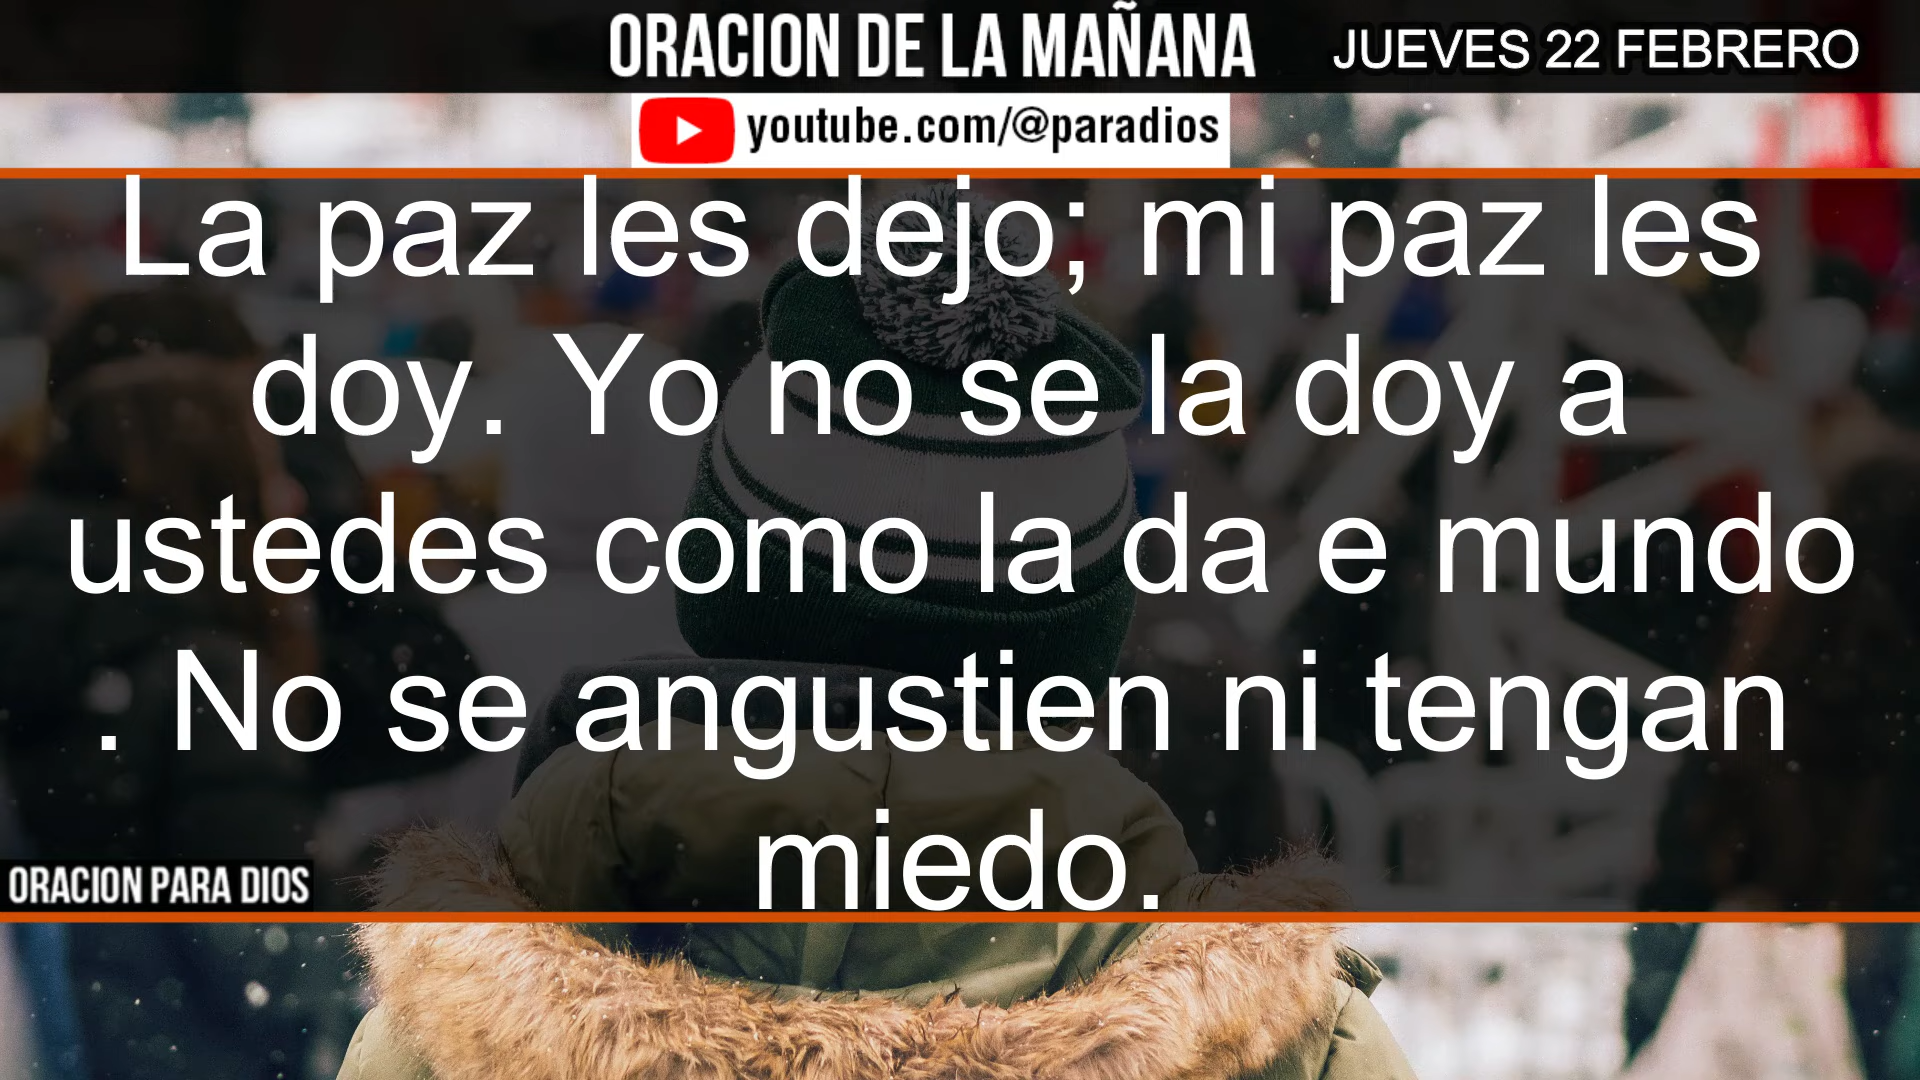 ORACION DE LA MAÑANA
JUEVES 22 FEBRERO
youtube.com/@paradios
La paz les dejo; mi paz les
doy. Yo no se la doy a
ustedes como la da e mundo
. No se angustien ni tengan
miedo.
ORACION PARA DIOS